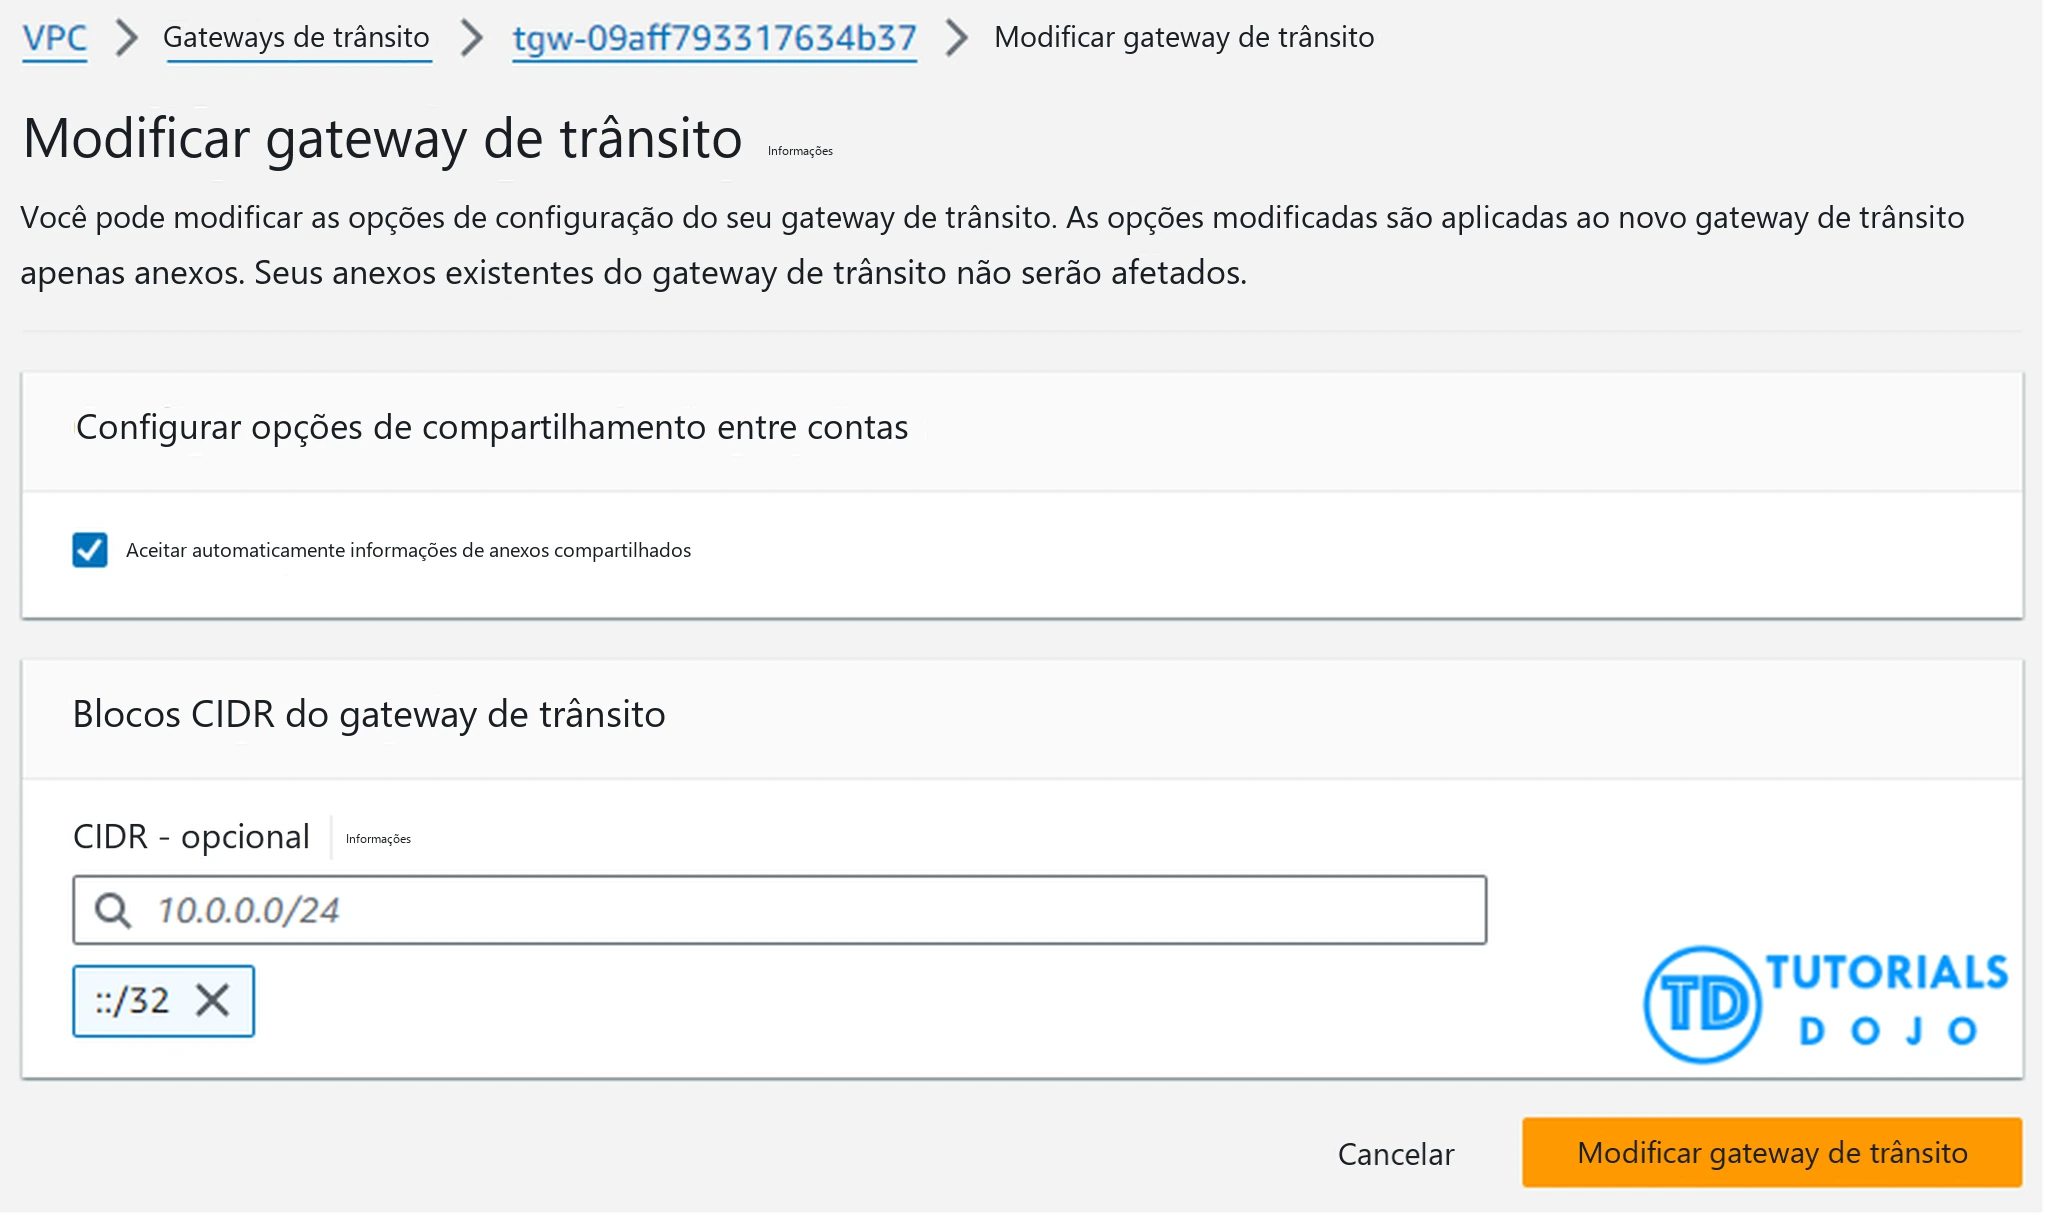 VPC > Gateways de trânsito > tgw-09aff793317634b37 > Modificar gateway de trânsito
Modificar gateway de trânsito Informações
Você pode modificar as opções de configuração do seu gateway de trânsito. As opções modificadas são aplicadas ao novo gateway de trânsito
apenas anexos. Seus anexos existentes do gateway de trânsito não serão afetados.
Configurar opções de compartilhamento entre contas
Aceitar automaticamente informações de anexos compartilhados
Blocos CIDR do gateway de trânsito
CIDR - opcional Informações
10.0.0.0/24
::/32
TD TUTORIALS
DOJO
Cancelar Modificar gateway de trânsito